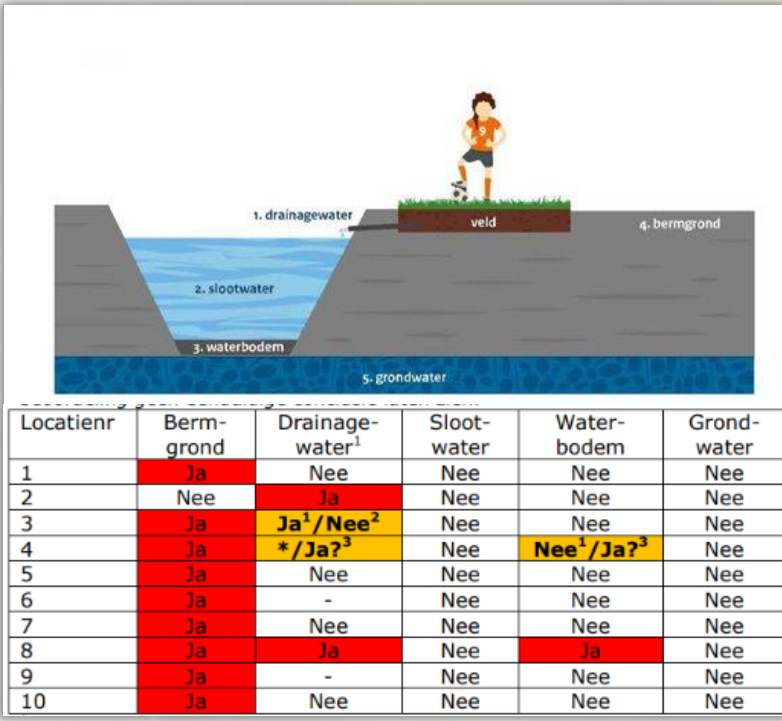 9
1. drainagewater
veld
4. bermgrond
2. slootwater
3. waterbodem
5. grondwater
Locatienr Berm-grond Drainage-water¹ Sloot-water Water-bodem Grond-water
1 Ja Nee Nee Nee Nee
2 Nee Ja Nee Nee Nee
3 Ja Ja¹/Nee² Nee Nee Nee
4 Ja */Ja?³ Nee Nee¹/Ja?³ Nee
5 Ja Nee Nee Nee Nee
6 Ja - Nee Nee Nee
7 Ja Nee Nee Nee Nee
8 Ja Ja Nee Ja Nee
9 Ja - Nee Nee Nee
10 Ja Nee Nee Nee Nee